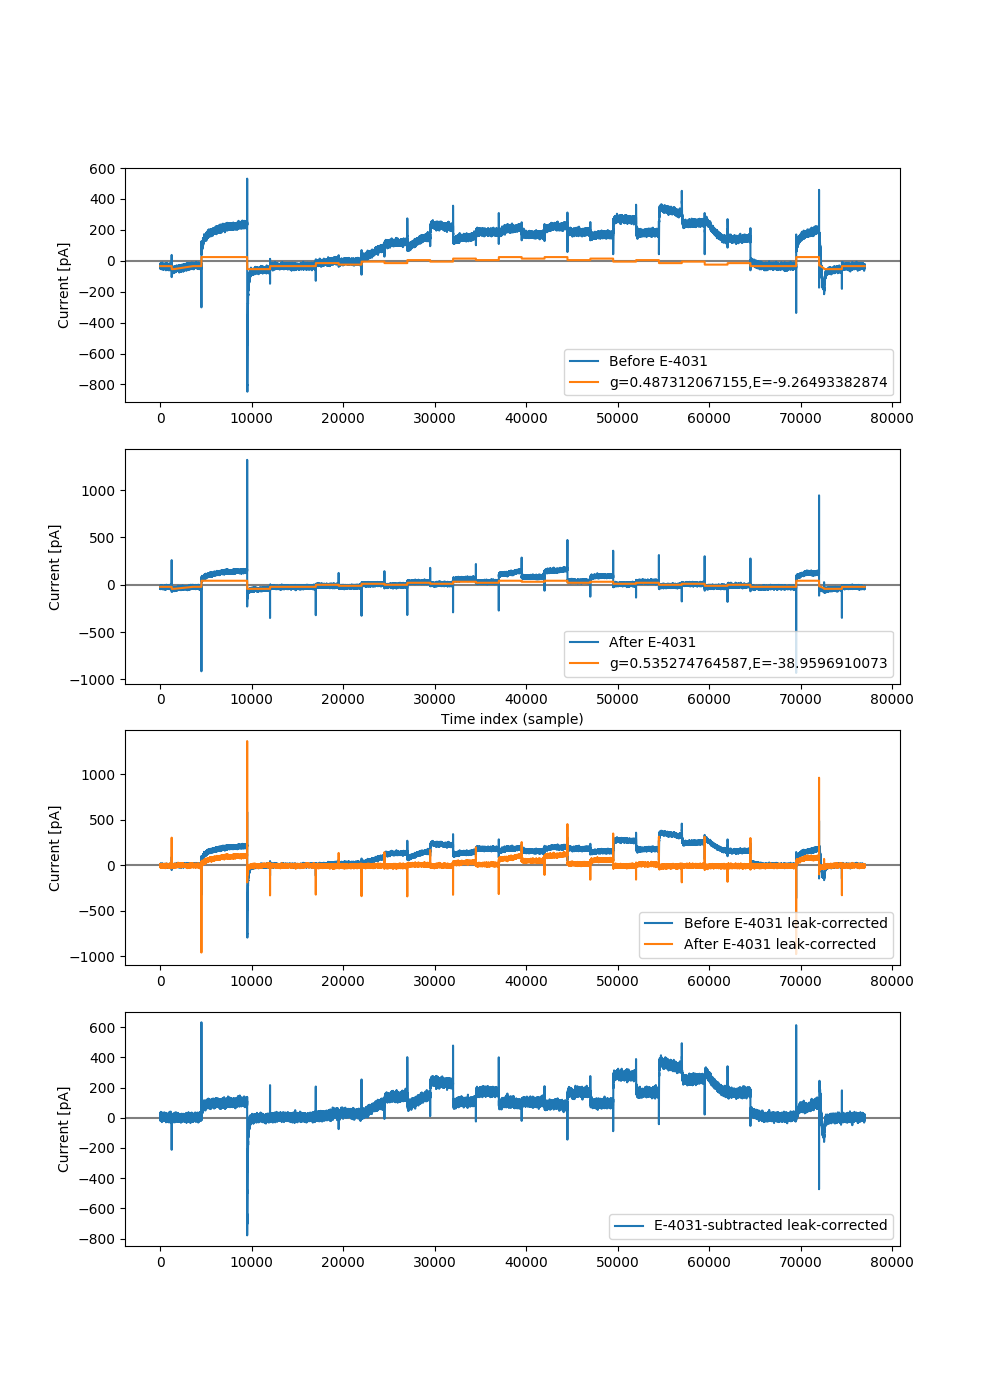 600
400
200
0
−200
−400
−600
−800
Current [pA]
Before E-4031
g=0.487312067155,E=-9.26493382874
0 10000 20000 30000 40000 50000 60000 70000 80000
1000
500
0
−500
−1000
Current [pA]
After E-4031
g=0.535274764587,E=-38.9596910073
0 10000 20000 30000 40000 50000 60000 70000 80000
Time index (sample)
1000
500
0
−500
−1000
Current [pA]
Before E-4031 leak-corrected
After E-4031 leak-corrected
0 10000 20000 30000 40000 50000 60000 70000 80000
600
400
200
0
−200
−400
−600
−800
Current [pA]
E-4031-subtracted leak-corrected
0 10000 20000 30000 40000 50000 60000 70000 80000